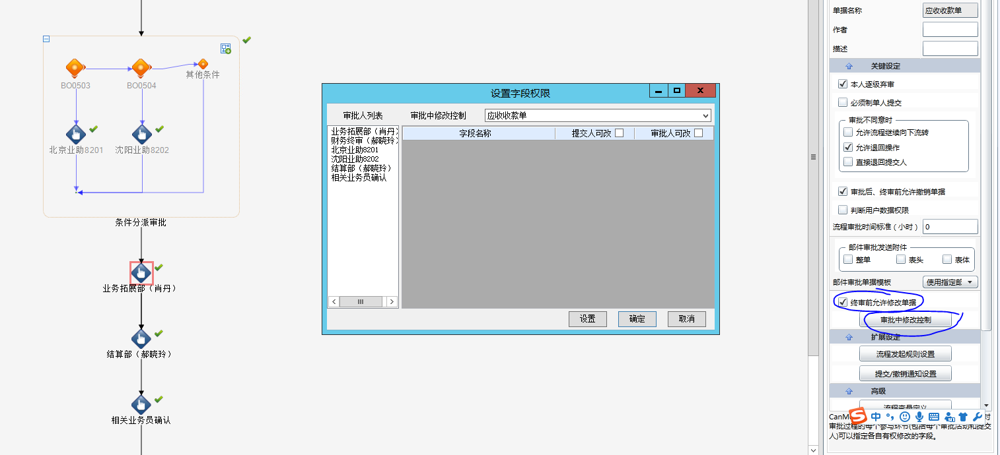 BO0503
BO0504
其他条件
北京业助8201
沈阳业助8202
条件分派审批
业务拓展部（肖丹）
结算部（郝晓玲）
相关业务员确认
设置字段权限
审批人列表
审批中修改控制
应收收款单
业务拓展部（肖丹）
财务终审（郝晓玲）
北京业助8201
沈阳业助8202
结算部（郝晓玲）
相关业务员确认
字段名称
提交人可改
审批人可改
设置
确定
取消
单据名称
应收收款单
作者
描述
关键设定
本人逐级弃审
必须制单人提交
审批不同意时
允许流程继续向下流转
允许退回操作
直接退回提交人
审批后、终审前允许撤销单据
判断用户数据权限
流程审批时间标准（小时）
0
邮件审批发送附件
整单
表头
表体
邮件审批单据模板
使用指定邮
终审前允许修改单据
审批中修改控制
扩展设定
流程发起规则设置
提交/撤销通知设置
高级
流程变量定义
CanM
S
中
时
审批过程的每个参与环节(包括每个审批活动和提交
人)可以指定各自有权修改的字段。